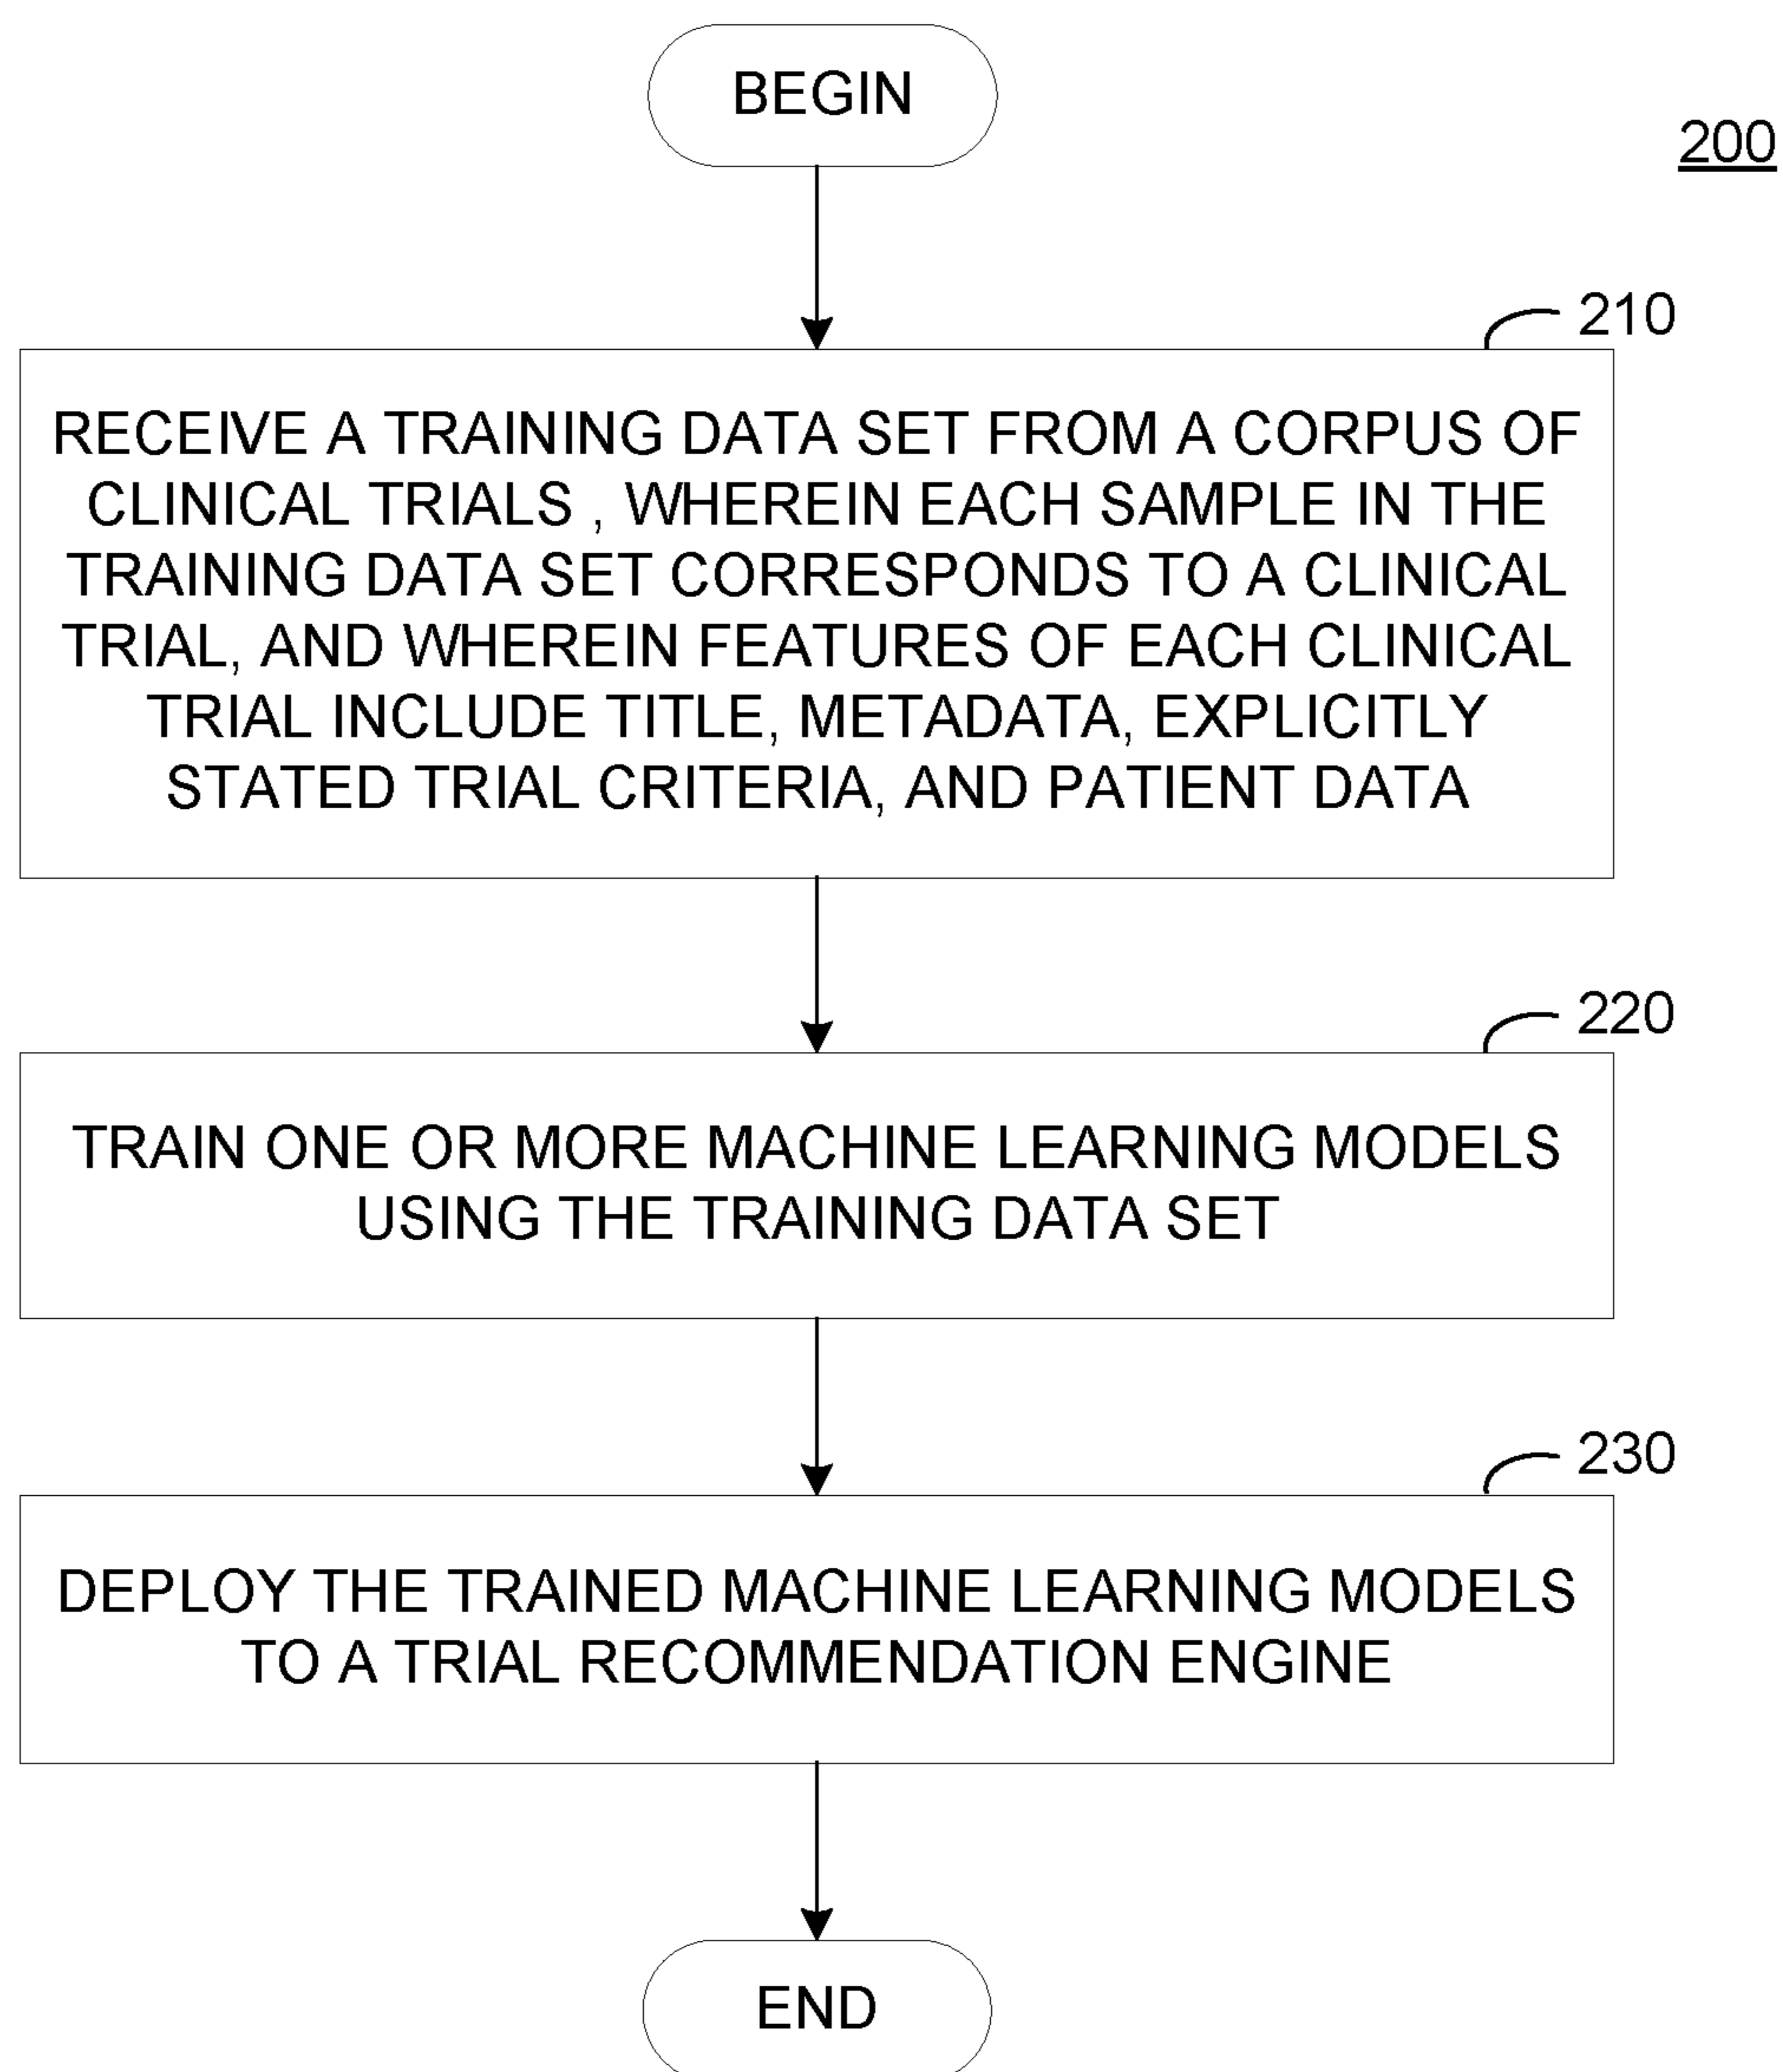 BEGIN
200
210
RECEIVE A TRAINING DATA SET FROM A CORPUS OF
CLINICAL TRIALS , WHEREIN EACH SAMPLE IN THE
TRAINING DATA SET CORRESPONDS TO A CLINICAL
TRIAL, AND WHEREIN FEATURES OF EACH CLINICAL
TRIAL INCLUDE TITLE, METADATA, EXPLICITLY
STATED TRIAL CRITERIA, AND PATIENT DATA
220
TRAIN ONE OR MORE MACHINE LEARNING MODELS
USING THE TRAINING DATA SET
230
DEPLOY THE TRAINED MACHINE LEARNING MODELS
TO A TRIAL RECOMMENDATION ENGINE
END